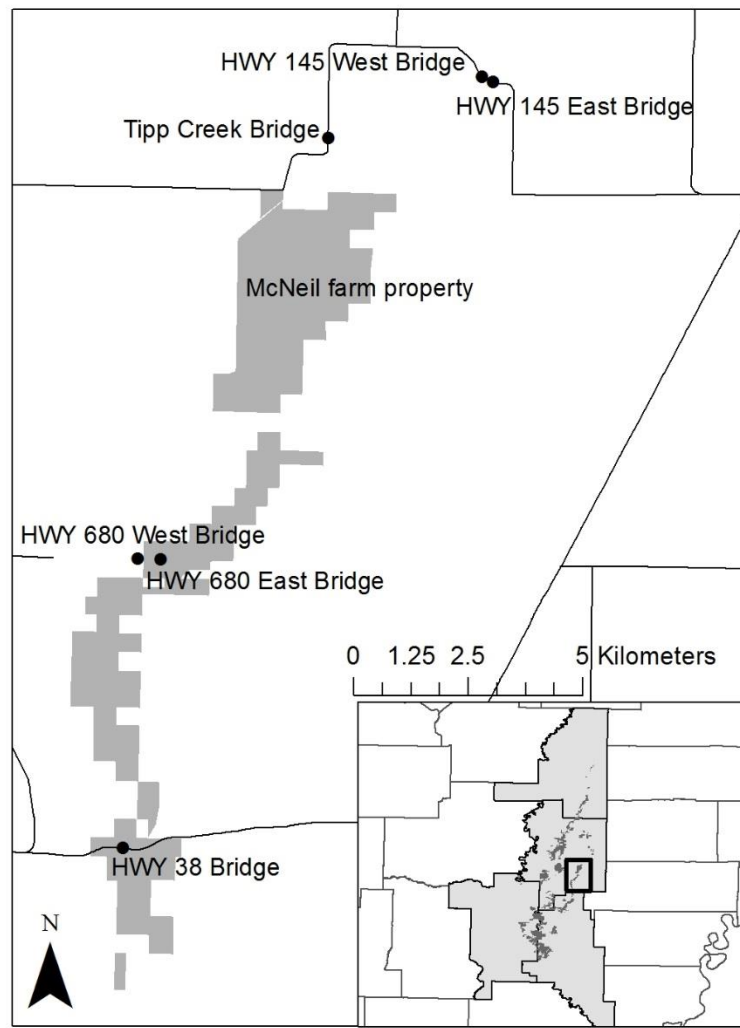 HWY 145 West Bridge
HWY 145 East Bridge
Tipp Creek Bridge
McNeil farm property
HWY 680 West Bridge
HWY 680 East Bridge
0 1.25 2.5 5 Kilometers
HWY 38 Bridge
N